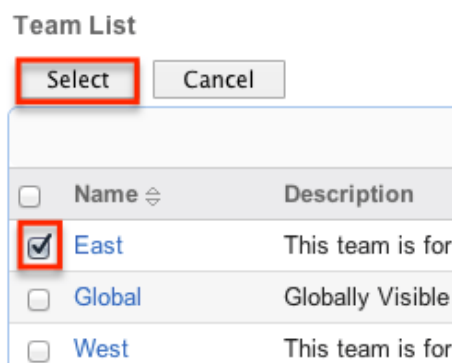 Team List
Select Cancel
Name Description
East This team is for
Global Globally Visible
West This team is for